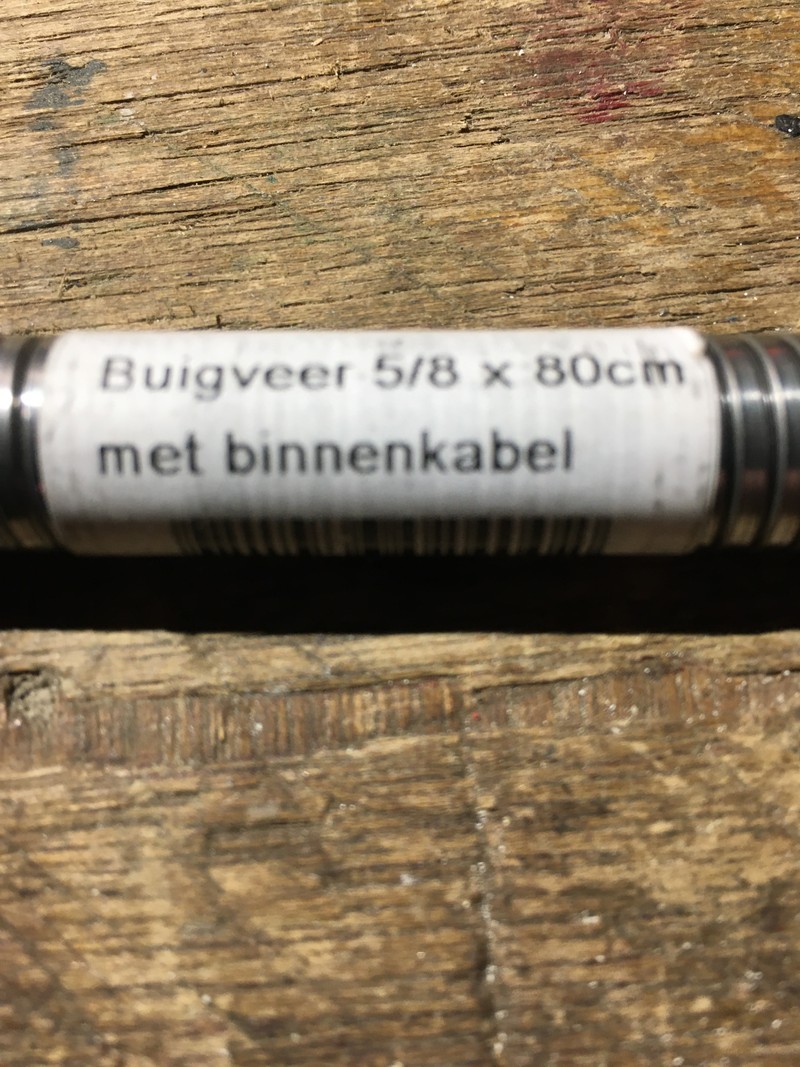 Buigveer 5/8 x 80cm
met binnenkabel